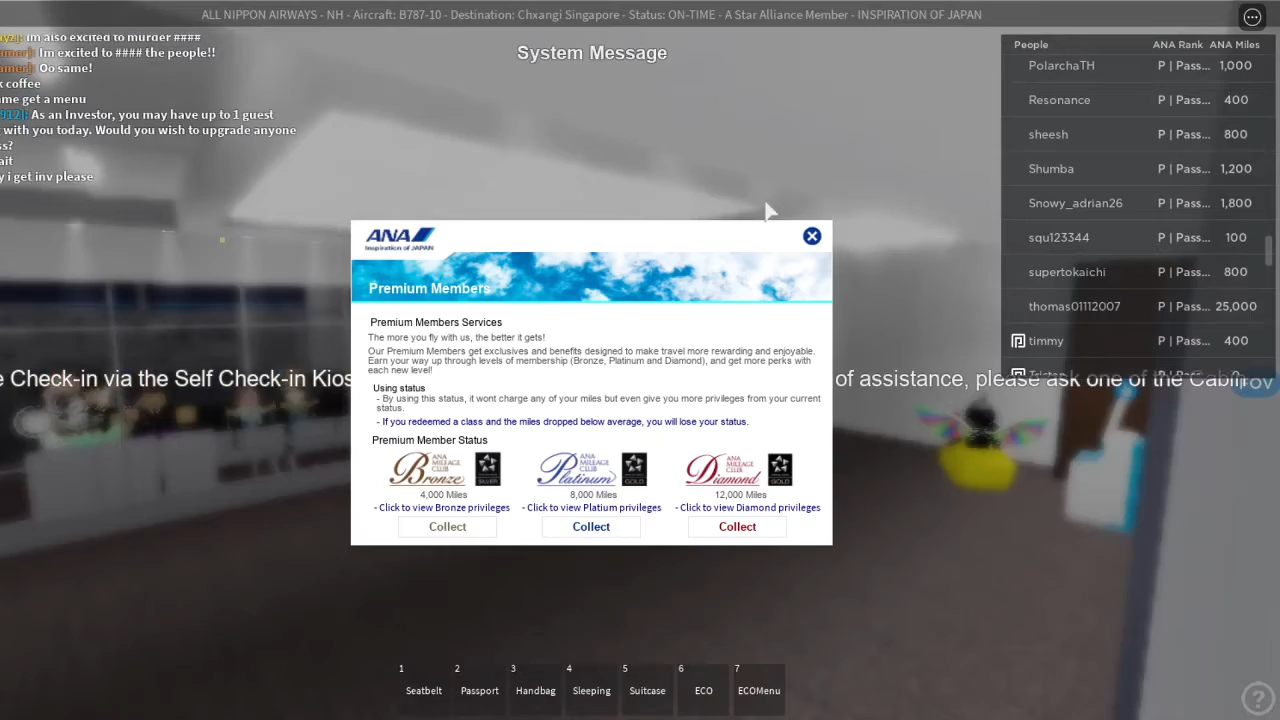 ALL NIPPON AIRWAYS - NH - Aircraft: B787-10 - Destination: Chxangi Singapore - Status: ON-TIME - A Star Alliance Member - INSPIRATION OF JAPAN
System Message
im also excited to murder ####
Im excited to #### the people!!
Oo same!
coffee
me get a menu
As an Investor, you may have up to 1 guest
with you today. Would you wish to upgrade anyone
i get inv please
People ANA Rank ANA Miles
PolarchaTH P | Pass... 1,000
Resonance P | Pass... 400
sheesh P | Pass... 800
Shumba P | Pass... 1,200
Snowy_adrian26 P | Pass... 1,800
squ123344 P | Pass... 100
supertokaichi P | Pass... 800
thomas01112007 P | Pass... 25,000
timmy P | Pass... 400
ANA
Inspiration of JAPAN
Premium Members
Premium Members Services
The more you fly with us, the better it gets!
Our Premium Members get exclusives and benefits designed to make travel more rewarding and enjoyable.
Earn your way up through levels of membership (Bronze, Platinum and Diamond), and get more perks with
each new level!
e Check-in via the Self Check-in Kios of assistance, please ask one of the Cabin
Using status
- By using this status, it wont charge any of your miles but even give you more privileges from your current
status.
- If you redeemed a class and the miles dropped below average, you will lose your status.
Premium Member Status
ANA MILEAGE CLUB Bronze SILVER ANA MILEAGE CLUB Platinum GOLD ANA MILEAGE CLUB Diamond GOLD
4,000 Miles 8,000 Miles 12,000 Miles
- Click to view Bronze privileges - Click to view Platium privileges - Click to view Diamond privileges
Collect Collect Collect
1 2 3 4 5 6 7
Seatbelt Passport Handbag Sleeping Suitcase ECO ECOMenu